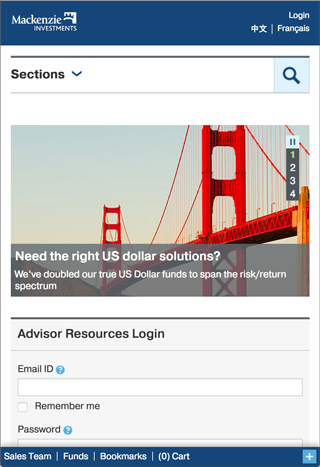 Mackenzie
INVESTMENTS
Login
中文 | Français
Sections
1
2
3
4
Need the right US dollar solutions?
We've doubled our true US Dollar funds to span the risk/return
spectrum
Advisor Resources Login
Email ID ?
Remember me
Password ?
Sales Team | Funds | Bookmarks | (0) Cart +